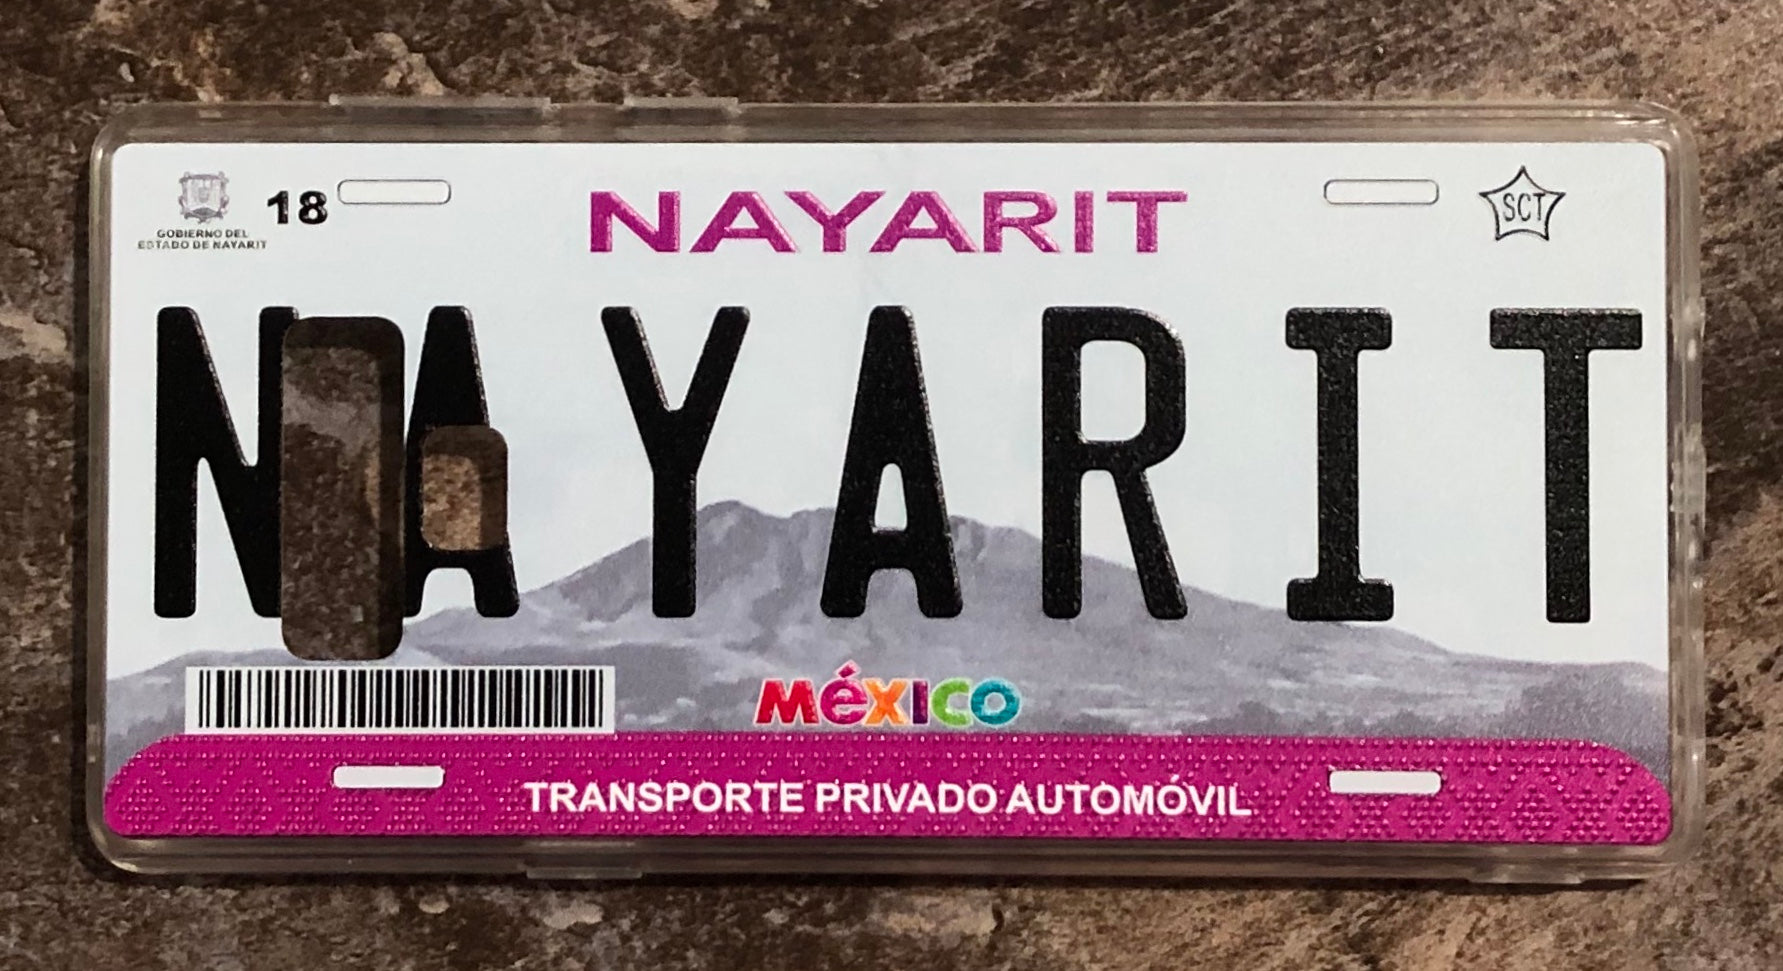 GOBIERNO DEL
ESTADO DE NAYARIT
18
NAYARIT
SCT
NAYARIT
MéXICO
TRANSPORTE PRIVADO AUTOMÓVIL